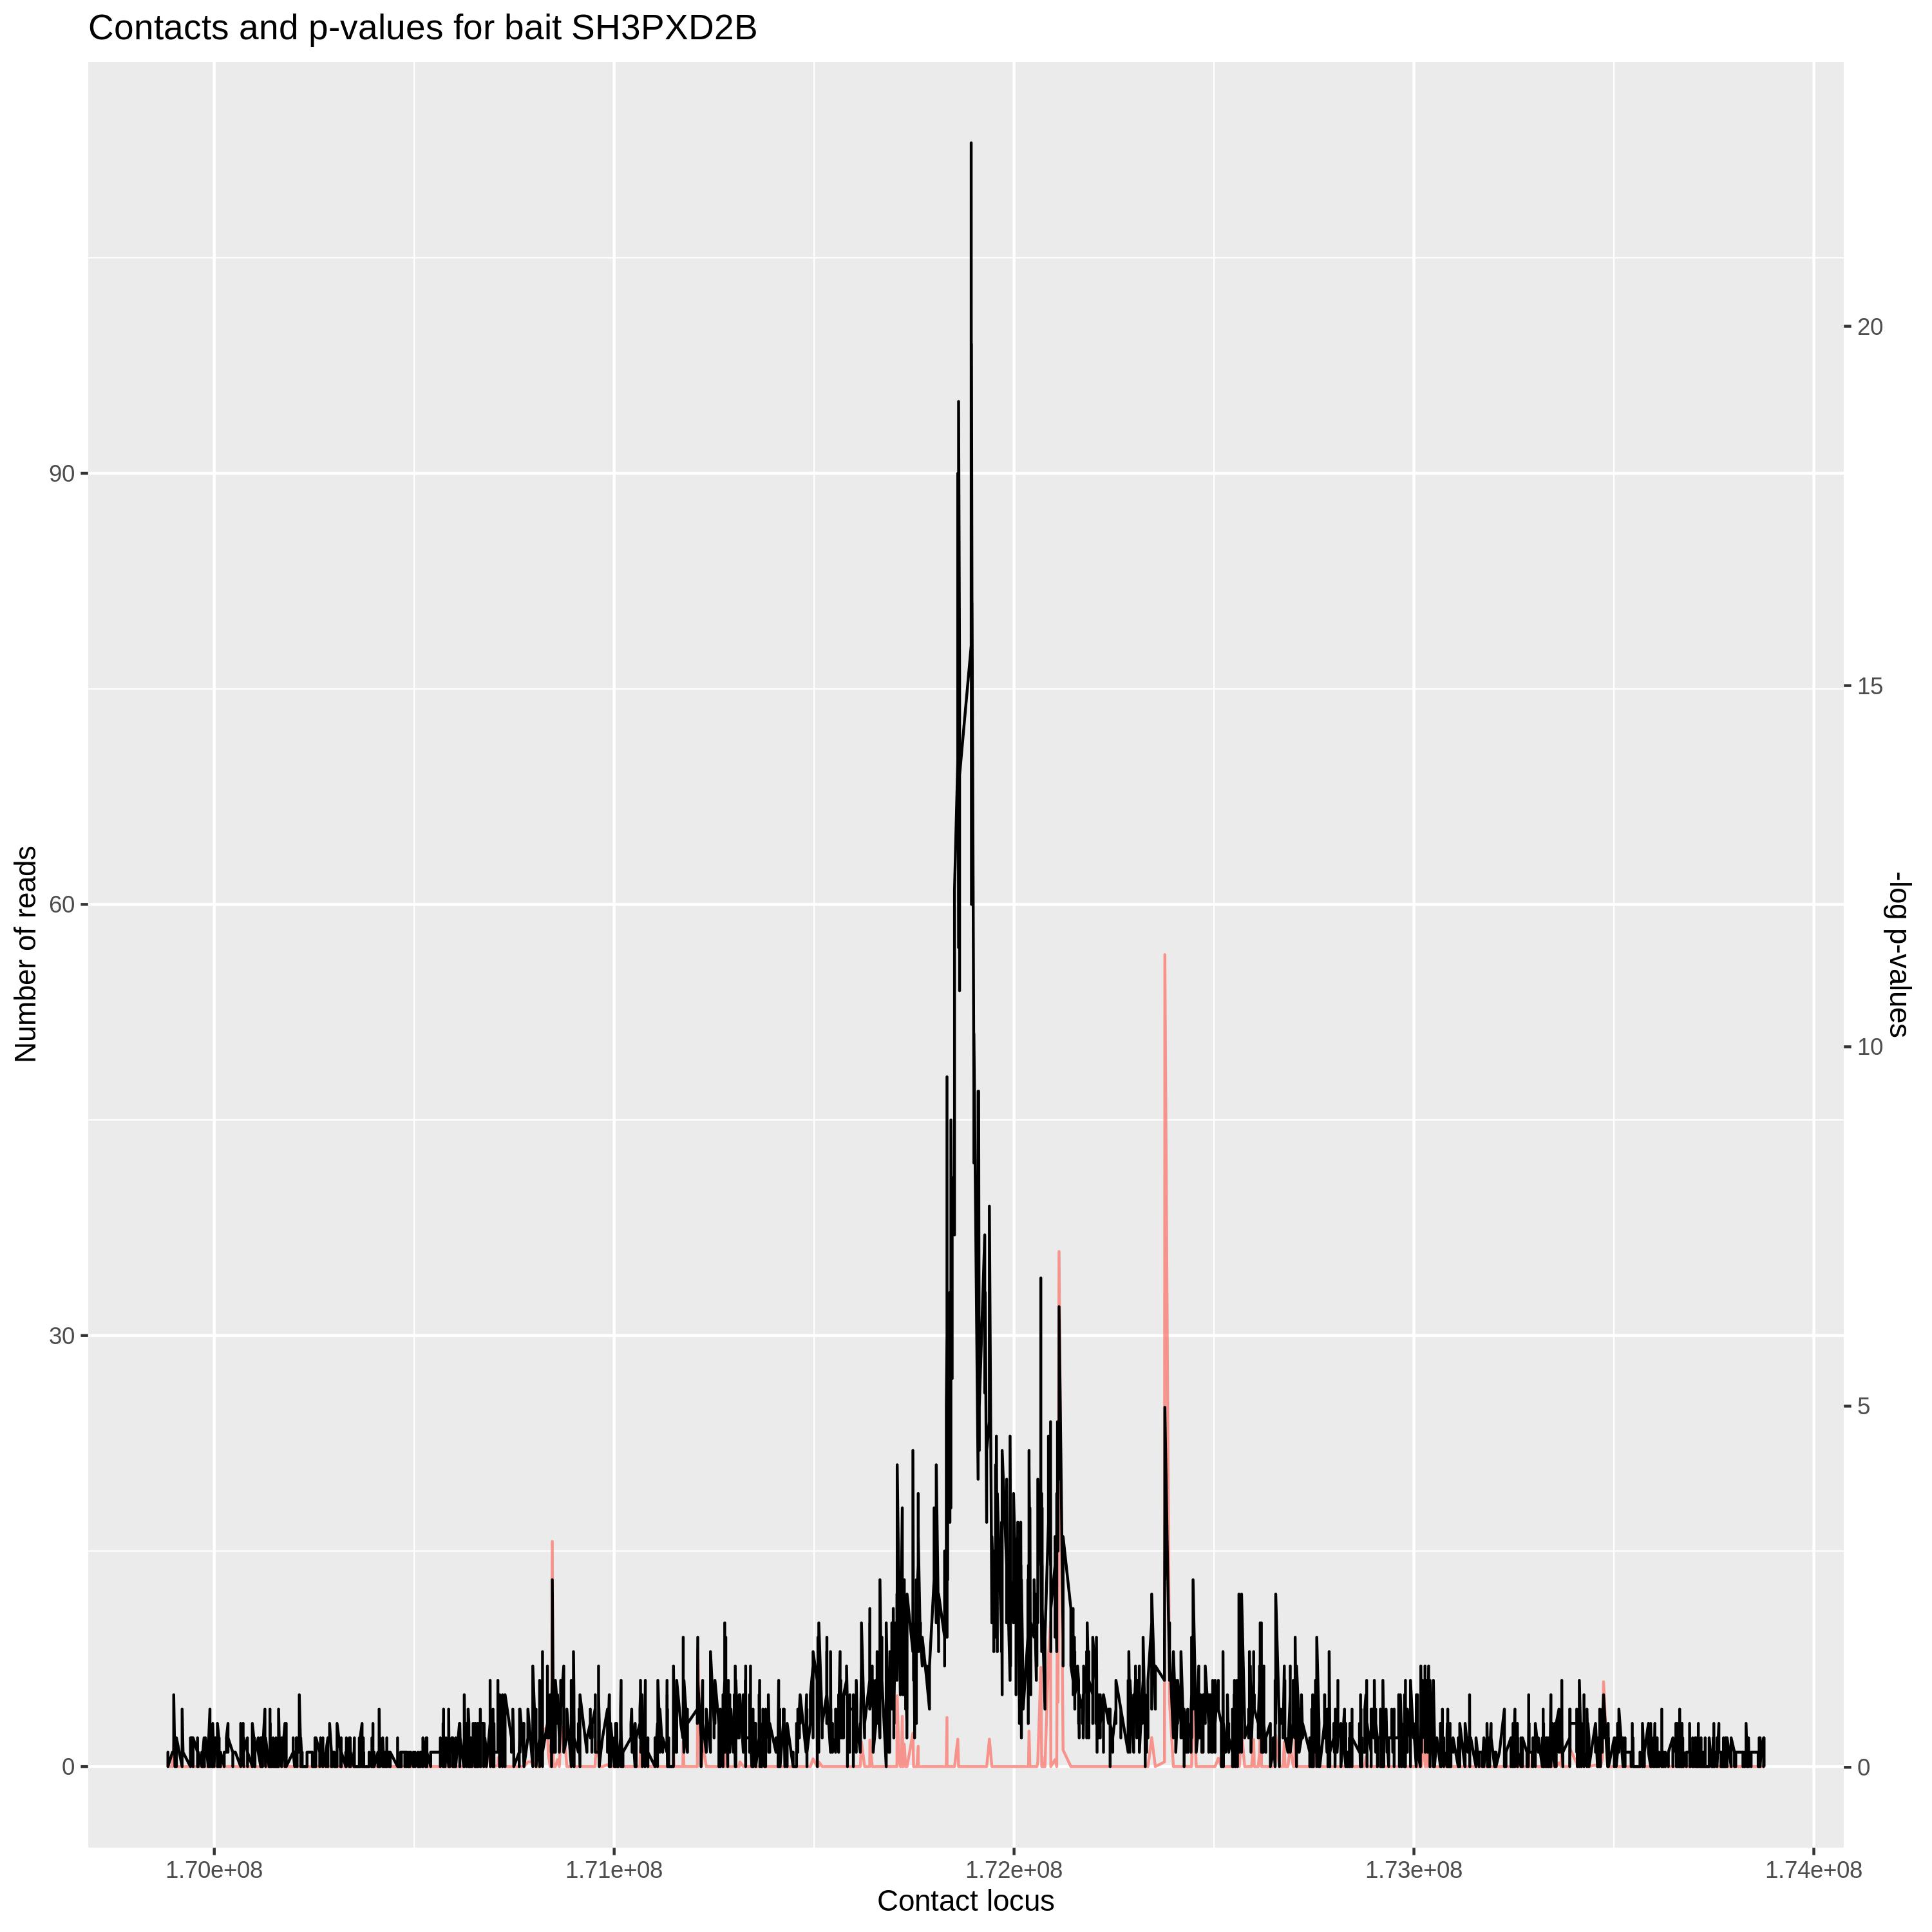 Contacts and p-values for bait SH3PXD2B
90
60
30
0
Number of reads
20
15
10
5
0
-log p-values
1.70e+08
1.71e+08
1.72e+08
1.73e+08
1.74e+08
Contact locus